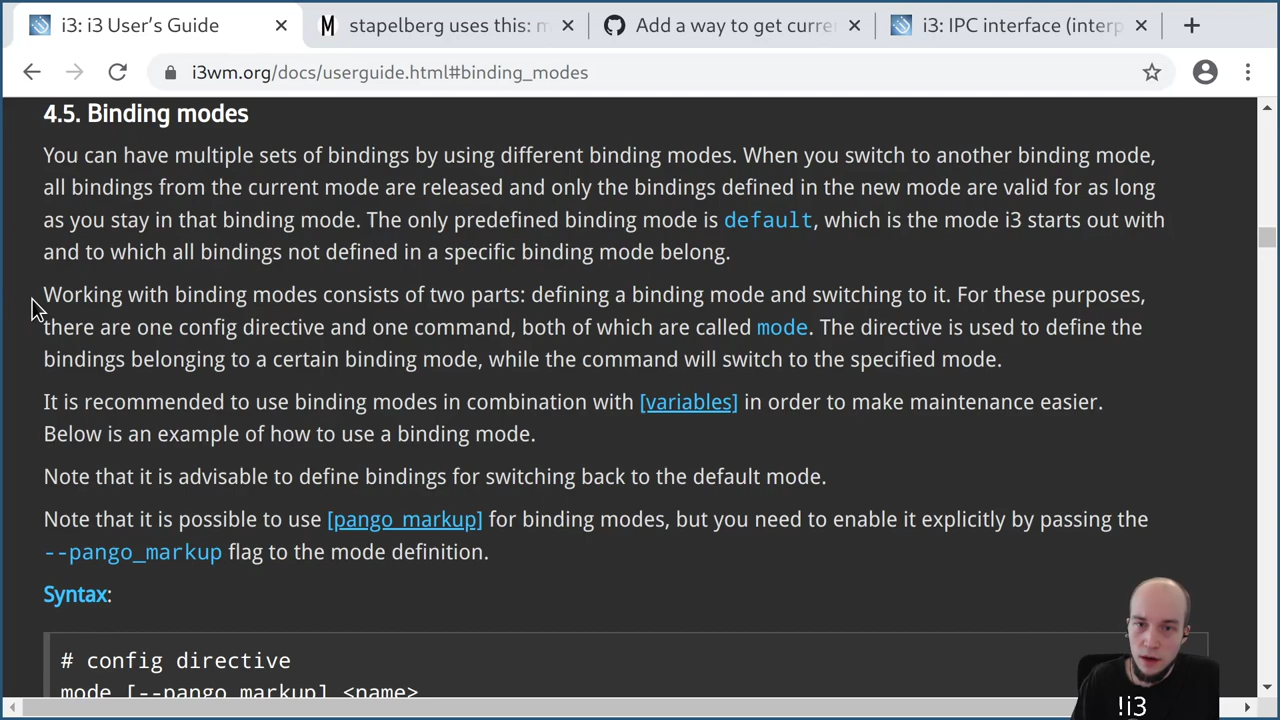 i3: i3 User's Guide
stapelberg uses this: m
Add a way to get curre
i3: IPC interface (interp
i3wm.org/docs/userguide.html#binding_modes
4.5. Binding modes
You can have multiple sets of bindings by using different binding modes. When you switch to another binding mode,
all bindings from the current mode are released and only the bindings defined in the new mode are valid for as long
as you stay in that binding mode. The only predefined binding mode is default, which is the mode i3 starts out with
and to which all bindings not defined in a specific binding mode belong.
Working with binding modes consists of two parts: defining a binding mode and switching to it. For these purposes,
there are one config directive and one command, both of which are called mode. The directive is used to define the
bindings belonging to a certain binding mode, while the command will switch to the specified mode.
It is recommended to use binding modes in combination with [variables] in order to make maintenance easier.
Below is an example of how to use a binding mode.
Note that it is advisable to define bindings for switching back to the default mode.
Note that it is possible to use [pango_markup] for binding modes, but you need to enable it explicitly by passing the
--pango_markup flag to the mode definition.
Syntax:
# config directive
mode [--pango_markup] <name>
!i3